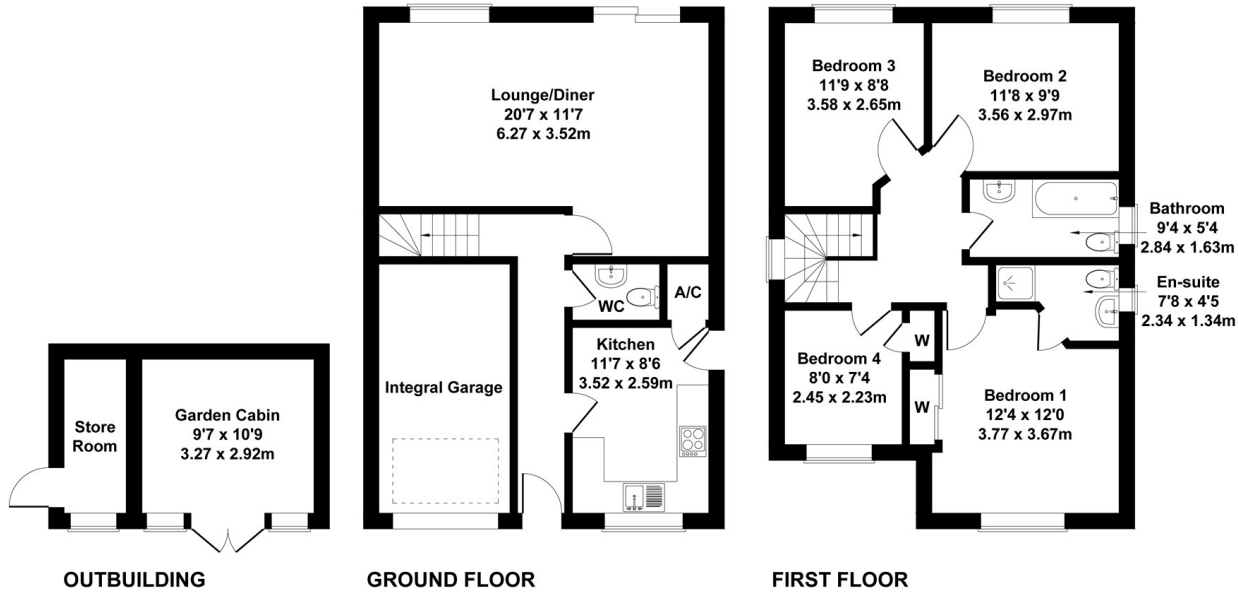 Lounge/Diner
20'7 x 11'7
6.27 x 3.52m
WC
A/C
Kitchen
11'7 x 8'6
3.52 x 2.59m
Integral Garage
Store
Room
Garden Cabin
9'7 x 10'9
3.27 x 2.92m
Bedroom 3
11'9 x 8'8
3.58 x 2.65m
Bedroom 2
11'8 x 9'9
3.56 x 2.97m
Bathroom
9'4 x 5'4
2.84 x 1.63m
En-suite
7'8 x 4'5
2.34 x 1.34m
Bedroom 4
8'0 x 7'4
2.45 x 2.23m
W
W
Bedroom 1
12'4 x 12'0
3.77 x 3.67m
OUTBUILDING
GROUND FLOOR
FIRST FLOOR